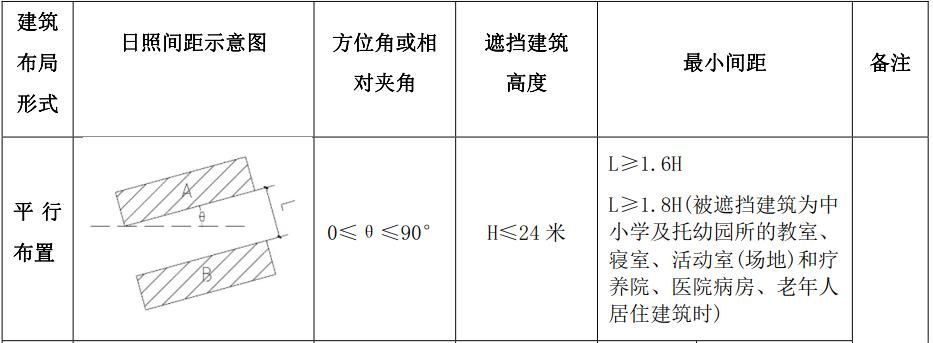 建筑
布局
形式
日照间距示意图
方位角或相
对夹角
遮挡建筑
高度
最小间距
备注
平 行
布置
A
θ
L
B
0≤θ≤90°
H≤24米
L≥1.6H
L≥1.8H(被遮挡建筑为中
小学及托幼园所的教室、
寝室、活动室(场地)和疗
养院、医院病房、老年人
居住建筑时)